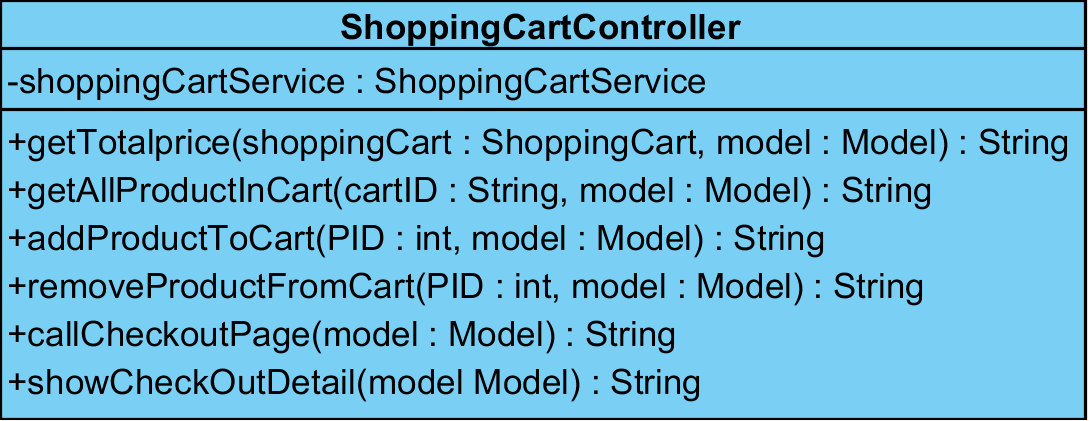 ShoppingCartController
-shoppingCartService : ShoppingCartService
+getTotalprice(shoppingCart : ShoppingCart, model : Model) : String
+getAllProductInCart(cartID : String, model : Model) : String
+addProductToCart(PID : int, model : Model) : String
+removeProductFromCart(PID : int, model : Model) : String
+callCheckoutPage(model : Model) : String
+showCheckOutDetail(model Model) : String